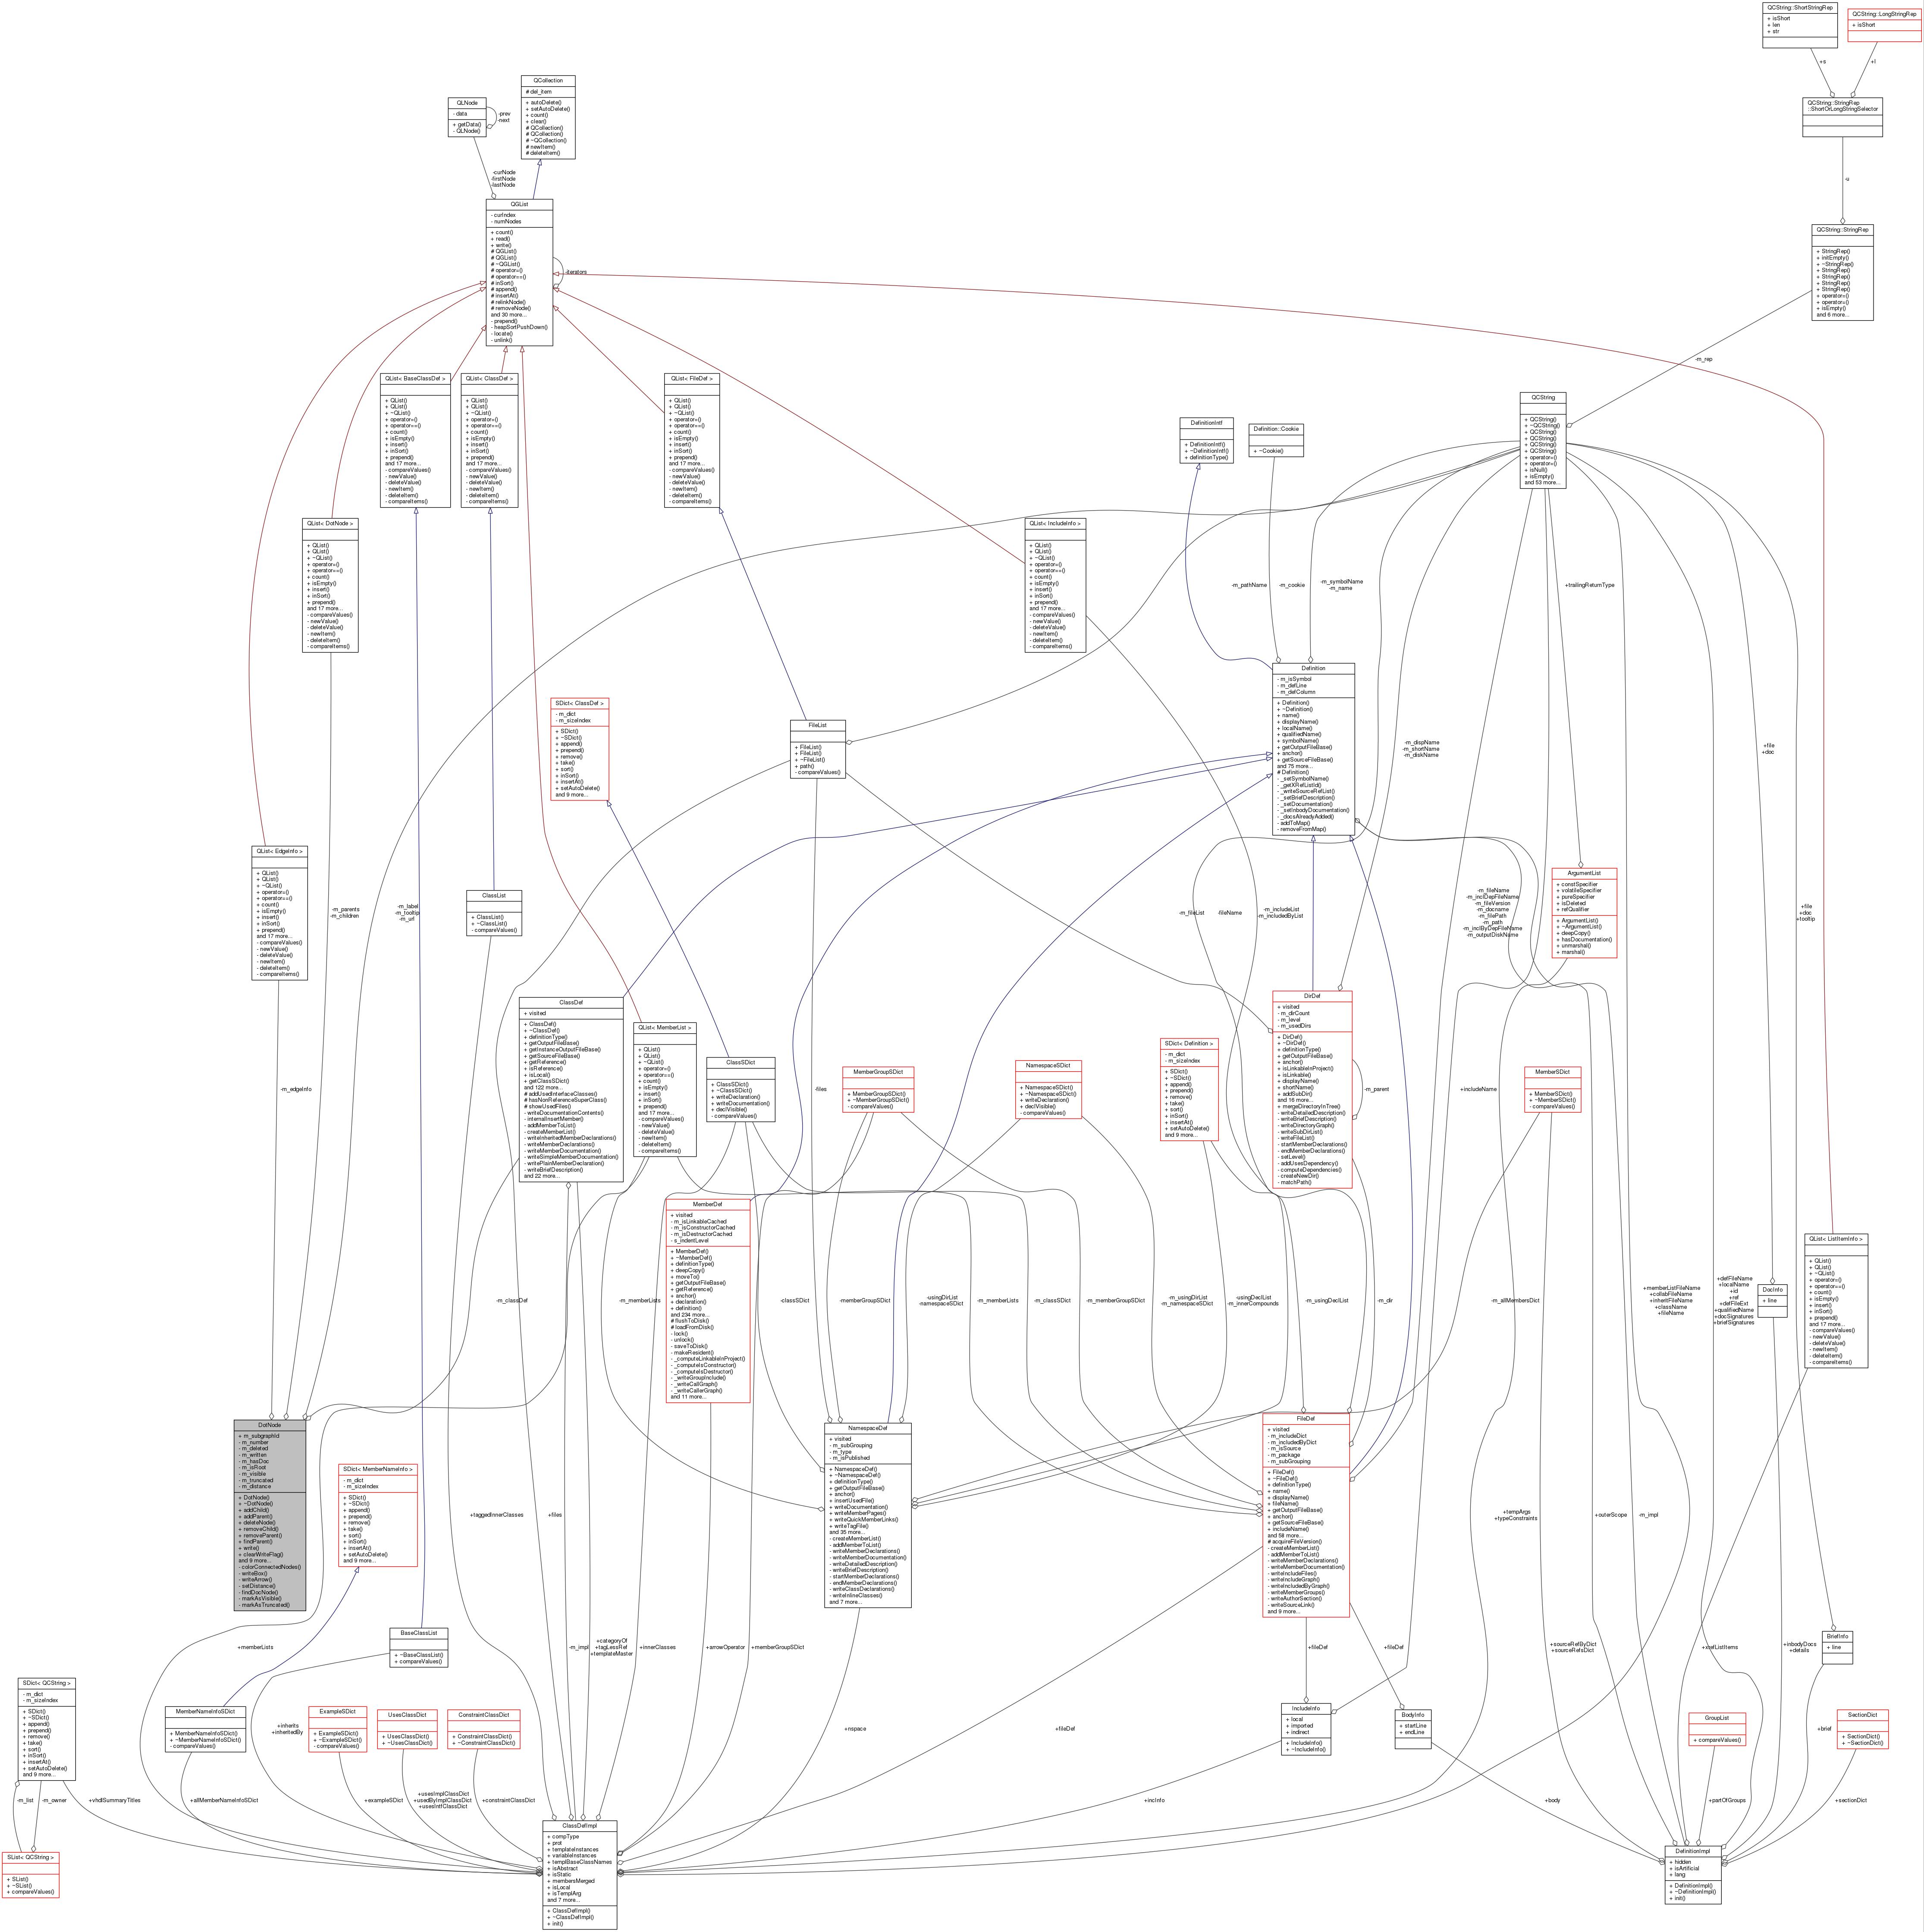 QCString::ShortStringRep
+ isShort
+ len
+ str
QCString::LongStringRep
+ isShort
+s
+l
QCString::StringRep
::ShortOrLongStringSelector
-u
QCString::StringRep
+ StringRep()
+ initEmpty()
+ ~StringRep()
+ StringRep()
+ StringRep()
+ StringRep()
+ StringRep()
+ operator=()
+ operator=()
+ isEmpty()
and 6 more...
-m_rep
QCollection
# del_item
+ autoDelete()
+ setAutoDelete()
+ count()
+ clear()
# QCollection()
# QCollection()
# ~QCollection()
# newItem()
# deleteItem()
QLNode
- data
+ getData()
- QLNode()
-prev
-next
-curNode
-firstNode
-lastNode
QGList
- curIndex
- numNodes
+ count()
+ read()
+ write()
# QGList()
# QGList()
# ~QGList()
# operator=()
# operator==()
# inSort()
# append()
# insertAt()
# relinkNode()
# removeNode()
and 30 more...
- prepend()
- heapSortPushDown()
- locate()
- unlink()
-iterators
QList< BaseClassDef >
+ QList()
+ QList()
+ ~QList()
+ operator=()
+ operator==()
+ count()
+ isEmpty()
+ insert()
+ inSort()
+ prepend()
and 17 more...
- compareValues()
- newValue()
- deleteValue()
- newItem()
- deleteItem()
- compareItems()
QList< ClassDef >
+ QList()
+ QList()
+ ~QList()
+ operator=()
+ operator==()
+ count()
+ isEmpty()
+ insert()
+ inSort()
+ prepend()
and 17 more...
- compareValues()
- newValue()
- deleteValue()
- newItem()
- deleteItem()
- compareItems()
QList< FileDef >
+ QList()
+ QList()
+ ~QList()
+ operator=()
+ operator==()
+ count()
+ isEmpty()
+ insert()
+ inSort()
+ prepend()
and 17 more...
- compareValues()
- newValue()
- deleteValue()
- newItem()
- deleteItem()
- compareItems()
QCString
+ QCString()
+ ~QCString()
+ QCString()
+ QCString()
+ QCString()
+ QCString()
+ operator=()
+ operator=()
+ isNull()
+ isEmpty()
and 53 more...
DefinitionIntf
+ DefinitionIntf()
+ ~DefinitionIntf()
+ definitionType()
Definition::Cookie
+ ~Cookie()
QList< DotNode >
+ QList()
+ QList()
+ ~QList()
+ operator=()
+ operator==()
+ count()
+ isEmpty()
+ insert()
+ inSort()
+ prepend()
and 17 more...
- compareValues()
- newValue()
- deleteValue()
- newItem()
- deleteItem()
- compareItems()
QList< IncludeInfo >
+ QList()
+ QList()
+ ~QList()
+ operator=()
+ operator==()
+ count()
+ isEmpty()
+ insert()
+ inSort()
+ prepend()
and 17 more...
- compareValues()
- newValue()
- deleteValue()
- newItem()
- deleteItem()
- compareItems()
-m_pathName
-m_cookie
-m_symbolName
-m_name
+trailingReturnType
Definition
- m_isSymbol
- m_defLine
- m_defColumn
+ Definition()
+ ~Definition()
+ name()
+ displayName()
+ localName()
+ qualifiedName()
+ symbolName()
+ getOutputFileBase()
+ anchor()
+ getSourceFileBase()
and 75 more...
# Definition()
- _setSymbolName()
- _getXRefListId()
- _writeSourceRefList()
- _setBriefDescription()
- _setDocumentation()
- _setInbodyDocumentation()
- _docsAlreadyAdded()
- addToMap()
- removeFromMap()
SDict< ClassDef >
- m_dict
- m_sizeIndex
+ SDict()
+ ~SDict()
+ append()
+ prepend()
+ remove()
+ take()
+ sort()
+ inSort()
+ insertAt()
+ setAutoDelete()
and 9 more...
FileList
+ FileList()
+ FileList()
+ ~FileList()
+ path()
- compareValues()
-m_dispName
-m_shortName
-m_diskName
+file
+doc
QList< EdgeInfo >
+ QList()
+ QList()
+ ~QList()
+ operator=()
+ operator==()
+ count()
+ isEmpty()
+ insert()
+ inSort()
+ prepend()
and 17 more...
- compareValues()
- newValue()
- deleteValue()
- newItem()
- deleteItem()
- compareItems()
-m_parents
-m_children
-m_label
-m_tooltip
-m_url
ClassList
+ ClassList()
+ ~ClassList()
- compareValues()
-m_fileList
-fileName
-m_includeList
-m_includedByList
-m_fileName
-m_inclDepFileName
-m_fileVersion
-m_docname
-m_filePath
-m_path
-m_inclByDepFileName
-m_outputDiskName
ArgumentList
+ constSpecifier
+ volatileSpecifier
+ pureSpecifier
+ isDeleted
+ refQualifier
+ ArgumentList()
+ ~ArgumentList()
+ deepCopy()
+ hasDocumentation()
+ unmarshal()
+ marshal()
+file
+doc
+tooltip
ClassDef
+ visited
+ ClassDef()
+ ~ClassDef()
+ definitionType()
+ getOutputFileBase()
+ getInstanceOutputFileBase()
+ getSourceFileBase()
+ getReference()
+ isReference()
+ isLocal()
+ getClassSDict()
and 122 more...
# addUsedInterfaceClasses()
# hasNonReferenceSuperClass()
# showUsedFiles()
- writeDocumentationContents()
- internalInsertMember()
- addMemberToList()
- createMemberList()
- writeInheritedMemberDeclarations()
- writeMemberDeclarations()
- writeMemberDocumentation()
- writeSimpleMemberDocumentation()
- writePlainMemberDeclaration()
- writeBriefDescription()
and 22 more...
QList< MemberList >
+ QList()
+ QList()
+ ~QList()
+ operator=()
+ operator==()
+ count()
+ isEmpty()
+ insert()
+ inSort()
+ prepend()
and 17 more...
- compareValues()
- newValue()
- deleteValue()
- newItem()
- deleteItem()
- compareItems()
ClassSDict
+ ClassSDict()
+ ~ClassSDict()
+ writeDeclaration()
+ writeDocumentation()
+ declVisible()
- compareValues()
-m_edgeInfo
-files
MemberGroupSDict
+ MemberGroupSDict()
+ ~MemberGroupSDict()
- compareValues()
NamespaceSDict
+ NamespaceSDict()
+ ~NamespaceSDict()
+ writeDeclaration()
+ declVisible()
- compareValues()
SDict< Definition >
- m_dict
- m_sizeIndex
+ SDict()
+ ~SDict()
+ append()
+ prepend()
+ remove()
+ take()
+ sort()
+ inSort()
+ insertAt()
+ setAutoDelete()
and 9 more...
DirDef
+ visited
- m_dirCount
- m_level
- m_usedDirs
+ DirDef()
+ ~DirDef()
+ definitionType()
+ getOutputFileBase()
+ anchor()
+ isLinkableInProject()
+ isLinkable()
+ displayName()
+ shortName()
+ addSubDir()
and 16 more...
+ mergeDirectoryInTree()
- writeDetailedDescription()
- writeBriefDescription()
- writeDirectoryGraph()
- writeSubDirList()
- writeFileList()
- startMemberDeclarations()
- endMemberDeclarations()
- setLevel()
- addUsesDependency()
- computeDependencies()
- createNewDir()
- matchPath()
-m_parent
+includeName
MemberSDict
+ MemberSDict()
+ ~MemberSDict()
- compareValues()
MemberDef
+ visited
- m_isLinkableCached
- m_isConstructorCached
- m_isDestructorCached
- s_indentLevel
+ MemberDef()
+ ~MemberDef()
+ definitionType()
+ deepCopy()
+ moveTo()
+ getOutputFileBase()
+ getReference()
+ anchor()
+ declaration()
+ definition()
and 234 more...
# flushToDisk()
# loadFromDisk()
- lock()
- unlock()
- saveToDisk()
- makeResident()
- _computeLinkableInProject()
- _computeIsConstructor()
- _computeIsDestructor()
- _writeGroupInclude()
- _writeCallGraph()
- _writeCallerGraph()
and 11 more...
QList< ListItemInfo >
+ QList()
+ QList()
+ ~QList()
+ operator=()
+ operator==()
+ count()
+ isEmpty()
+ insert()
+ inSort()
+ prepend()
and 17 more...
- compareValues()
- newValue()
- deleteValue()
- newItem()
- deleteItem()
- compareItems()
-m_classDef
-m_memberLists
-classSDict
-memberGroupSDict
-usingDirList
-namespaceSDict
-m_memberLists
-m_classSDict
-m_memberGroupSDict
-m_usingDirList
-m_namespaceSDict
-usingDeclList
-m_innerCompounds
-m_usingDeclList
-m_dir
-m_allMembersDict
+memberListFileName
+collabFileName
+inheritFileName
+className
+fileName
+defFileName
+localName
+id
+ref
+defFileExt
+qualifiedName
+docSignatures
+briefSignatures
DocInfo
+ line
DotNode
+ m_subgraphId
- m_number
- m_deleted
- m_written
- m_hasDoc
- m_isRoot
- m_visible
- m_truncated
- m_distance
+ DotNode()
+ ~DotNode()
+ addChild()
+ addParent()
+ deleteNode()
+ removeChild()
+ removeParent()
+ findParent()
+ write()
+ clearWriteFlag()
and 9 more...
- colorConnectedNodes()
- writeBox()
- writeArrow()
- setDistance()
- findDocNode()
- markAsVisible()
- markAsTruncated()
SDict< MemberNameInfo >
- m_dict
- m_sizeIndex
+ SDict()
+ ~SDict()
+ append()
+ prepend()
+ remove()
+ take()
+ sort()
+ inSort()
+ insertAt()
+ setAutoDelete()
and 9 more...
+taggedInnerClasses
+files
NamespaceDef
+ visited
- m_subGrouping
- m_type
- m_isPublished
+ NamespaceDef()
+ ~NamespaceDef()
+ definitionType()
+ getOutputFileBase()
+ anchor()
+ insertUsedFile()
+ writeDocumentation()
+ writeMemberPages()
+ writeQuickMemberLinks()
+ writeTagFile()
and 35 more...
- createMemberList()
- addMemberToList()
- writeMemberDeclarations()
- writeMemberDocumentation()
- writeDetailedDescription()
- writeBriefDescription()
- startMemberDeclarations()
- endMemberDeclarations()
- writeClassDeclarations()
- writeInlineClasses()
and 7 more...
FileDef
+ visited
- m_includeDict
- m_includedByDict
- m_isSource
- m_package
- m_subGrouping
+ FileDef()
+ ~FileDef()
+ definitionType()
+ name()
+ displayName()
+ fileName()
+ getOutputFileBase()
+ anchor()
+ getSourceFileBase()
+ includeName()
and 58 more...
# acquireFileVersion()
- createMemberList()
- addMemberToList()
- writeMemberDeclarations()
- writeMemberDocumentation()
- writeIncludeFiles()
- writeIncludeGraph()
- writeIncludedByGraph()
- writeMemberGroups()
- writeAuthorSection()
- writeSourceLink()
and 9 more...
+tempArgs
+typeConstraints
+outerScope
-m_impl
+memberLists
BaseClassList
+ ~BaseClassList()
+ compareValues()
-m_impl
+categoryOf
+tagLessRef
+templateMaster
+innerClasses
+arrowOperator
+memberGroupSDict
+fileDef
+fileDef
+sourceRefByDict
+sourceRefsDict
+xrefListItems
+inbodyDocs
+details
BriefInfo
+ line
SDict< QCString >
- m_dict
- m_sizeIndex
+ SDict()
+ ~SDict()
+ append()
+ prepend()
+ remove()
+ take()
+ sort()
+ inSort()
+ insertAt()
+ setAutoDelete()
and 9 more...
MemberNameInfoSDict
+ MemberNameInfoSDict()
+ ~MemberNameInfoSDict()
- compareValues()
+inherits
+inheritedBy
ExampleSDict
+ ExampleSDict()
+ ~ExampleSDict()
- compareValues()
UsesClassDict
+ UsesClassDict()
+ ~UsesClassDict()
ConstraintClassDict
+ ConstraintClassDict()
+ ~ConstraintClassDict()
+nspace
+fileDef
IncludeInfo
+ local
+ imported
+ indirect
+ IncludeInfo()
+ ~IncludeInfo()
BodyInfo
+ startLine
+ endLine
GroupList
+ compareValues()
+brief
SectionDict
+ SectionDict()
+ ~SectionDict()
-m_list
-m_owner
+vhdlSummaryTitles
+allMemberNameInfoSDict
+exampleSDict
+usesImplClassDict
+usedByImplClassDict
+usesIntfClassDict
+constraintClassDict
+incInfo
+body
+partOfGroups
+sectionDict
SList< QCString >
+ SList()
+ ~SList()
+ compareValues()
ClassDefImpl
+ compType
+ prot
+ templateInstances
+ variableInstances
+ templBaseClassNames
+ isAbstract
+ isStatic
+ membersMerged
+ isLocal
+ isTemplArg
and 7 more...
+ ClassDefImpl()
+ ~ClassDefImpl()
+ init()
DefinitionImpl
+ hidden
+ isArtificial
+ lang
+ DefinitionImpl()
+ ~DefinitionImpl()
+ init()